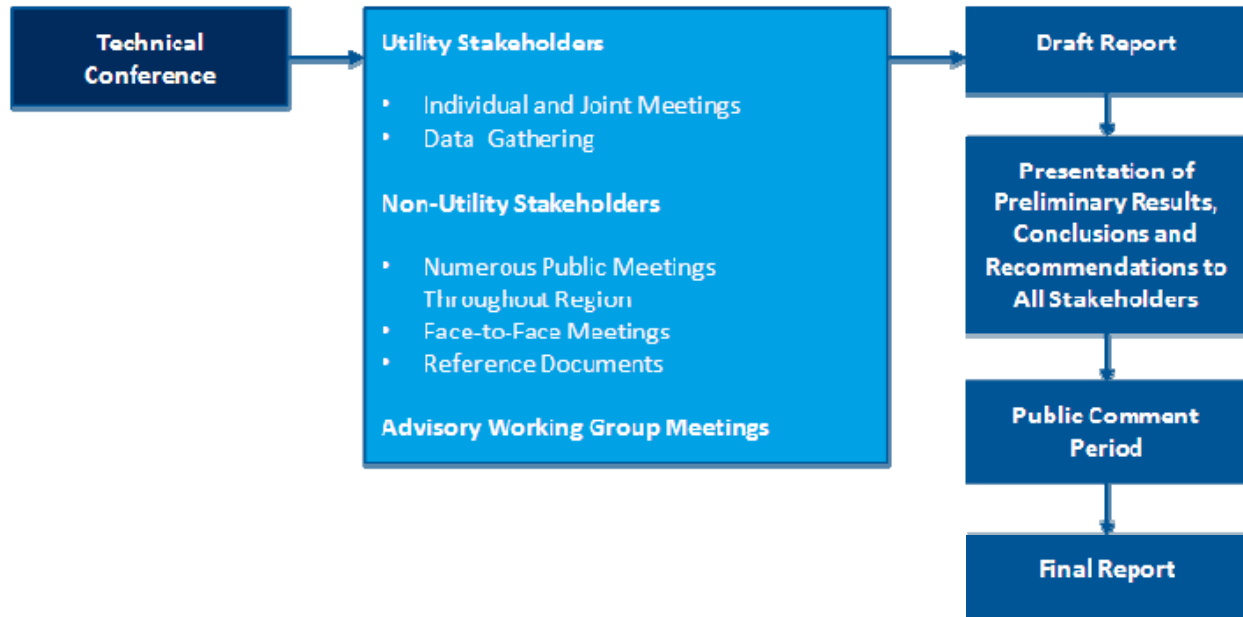 Technical
Conference
Utility Stakeholders
• Individual and Joint Meetings
• Data Gathering
Non-Utility Stakeholders
• Numerous Public Meetings
Throughout Region
• Face-to-Face Meetings
• Reference Documents
Advisory Working Group Meetings
Draft Report
Presentation of
Preliminary Results,
Conclusions and
Recommendations to
All Stakeholders
Public Comment
Period
Final Report